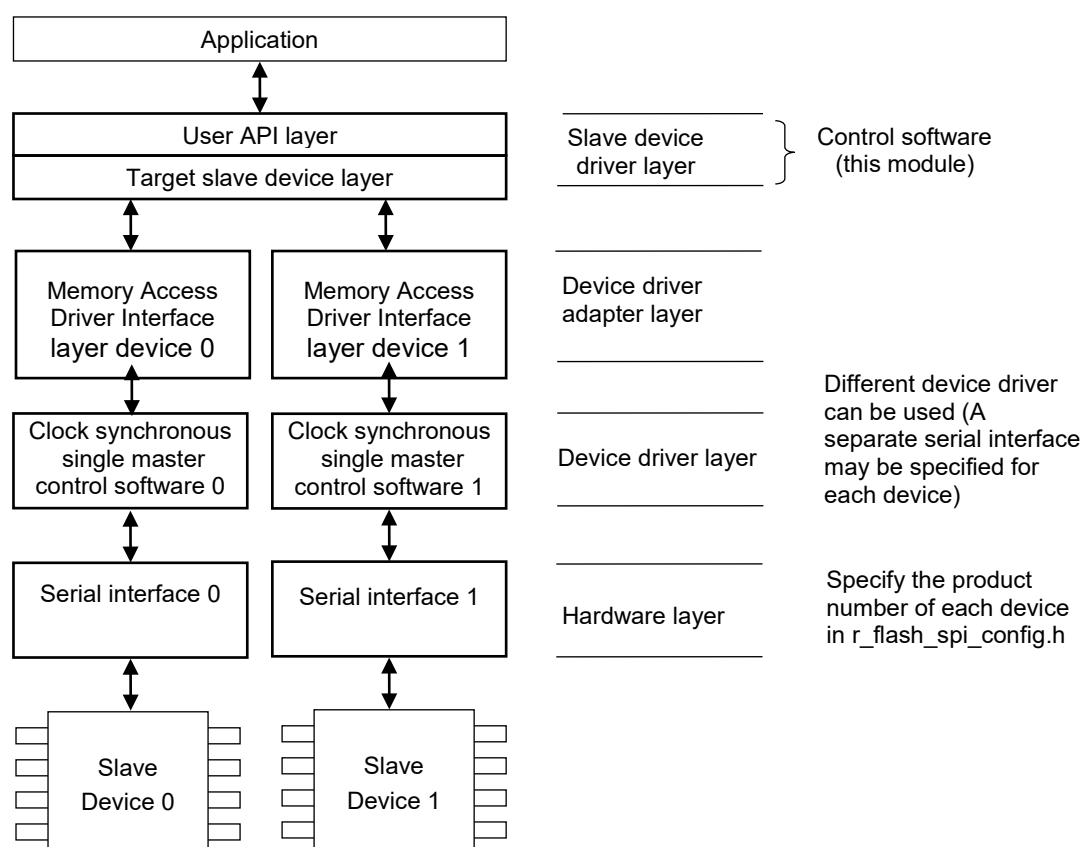 Application
User API layer
Target slave device layer
Slave device
driver layer
Control software
(this module)
Memory Access
Driver Interface
layer device 0
Memory Access
Driver Interface
layer device 1
Device driver
adapter layer
Clock synchronous
single master
control software 0
Clock synchronous
single master
control software 1
Device driver layer
Different device driver
can be used (A
separate serial interface
may be specified for
each device)
Serial interface 0
Serial interface 1
Hardware layer
Specify the product
number of each device
in r_flash_spi_config.h
Slave
Device 0
Slave
Device 1